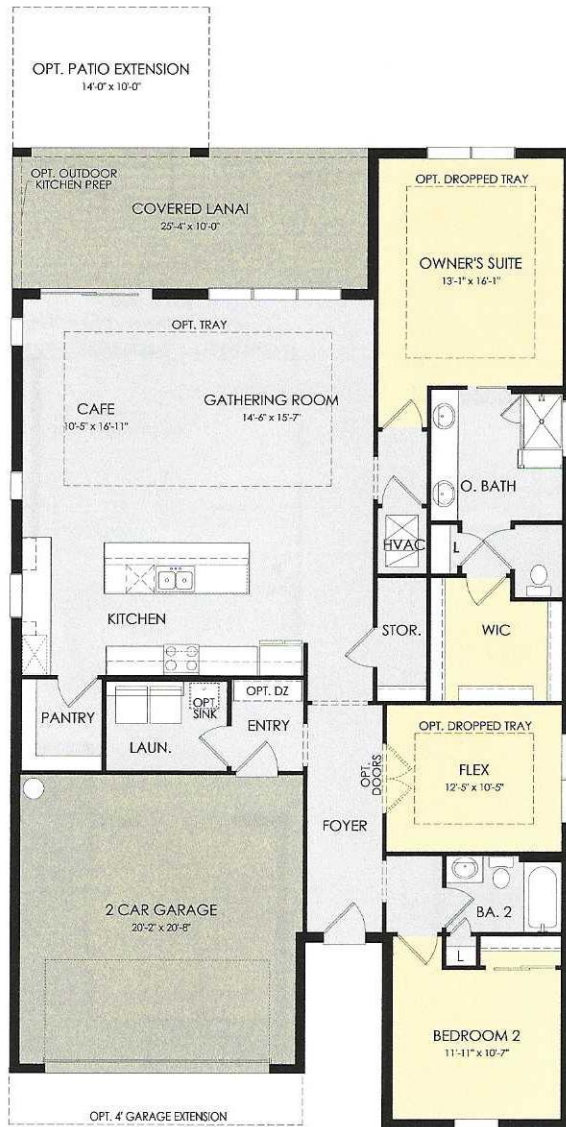 OPT. PATIO EXTENSION
14'-0" x 10'-0"
OPT. OUTDOOR
KITCHEN PREP
COVERED LANAI
25'-4" x 10'-0"
OPT. DROPPED TRAY
OWNER'S SUITE
13'-1" x 16'-1"
OPT. TRAY
CAFE
10'-5" x 16'-11"
GATHERING ROOM
14'-6" x 15'-7"
O. BATH
HVAC
L
KITCHEN
STOR.
WIC
PANTRY
LAUN.
OPT
SINK
OPT. DZ
ENTRY
OPT. DROPPED TRAY
FLEX
12'-5" x 10'-5"
OPT.
DOORS
FOYER
2 CAR GARAGE
20'-2" x 20'-8"
BA. 2
L
BEDROOM 2
11'-11" x 10'-7"
OPT. 4' GARAGE EXTENSION